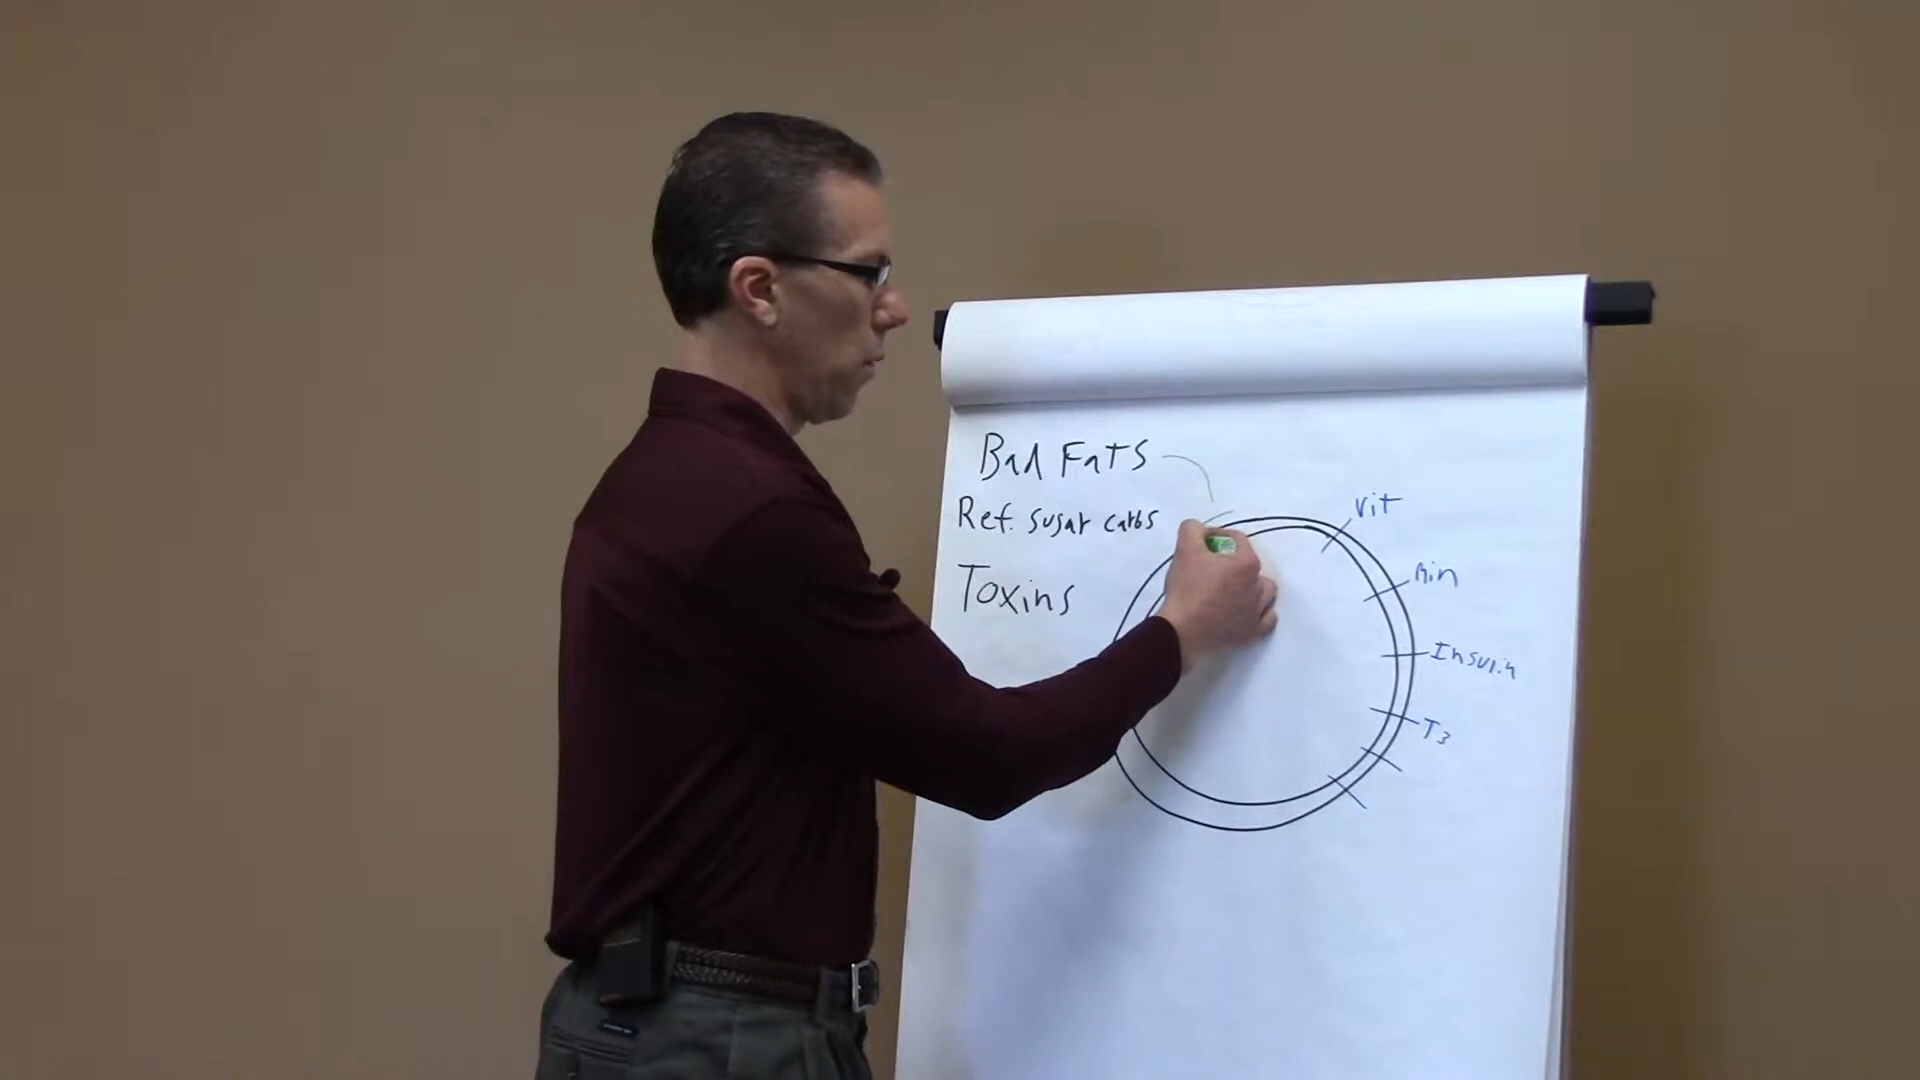 Bad Fats
Ref. sugar carbs
Toxins
Vit
Min
Insulin
T3